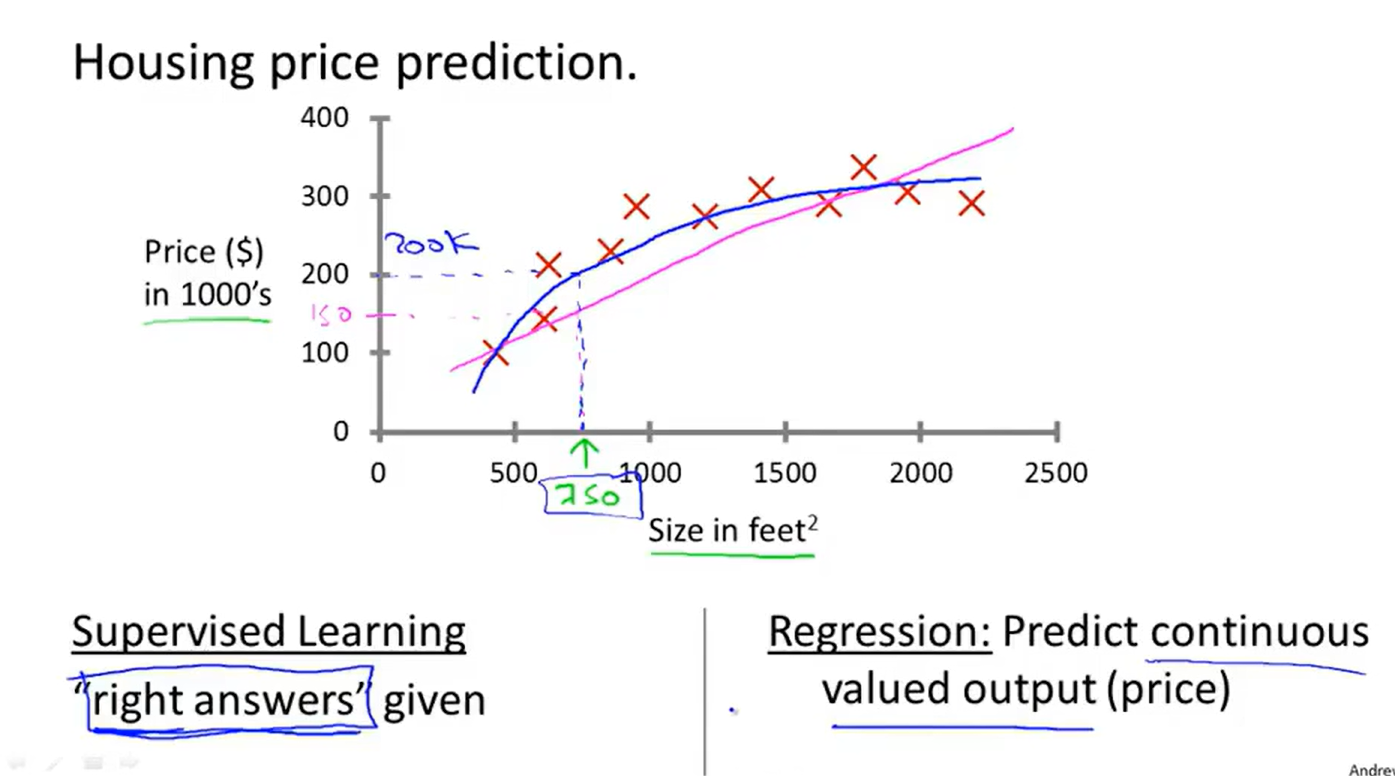 Housing price prediction.
400
300
200K
Price ($)
200
in 1000's
150
100
0
0 500 1000 1500 2000 2500
750
Size in feet²
Supervised Learning
"right answers" given
Regression: Predict continuous
valued output (price)
Andrew